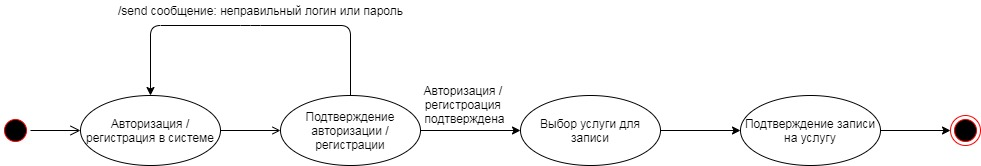 /send сообщение: неправильный логин или пароль
Авторизация /
регистрация в системе
Подтверждение
авторизации /
регистрации
Авторизация /
регистроация
подтверждена
Выбор услуги для
записи
Подтверждение записи
на услугу